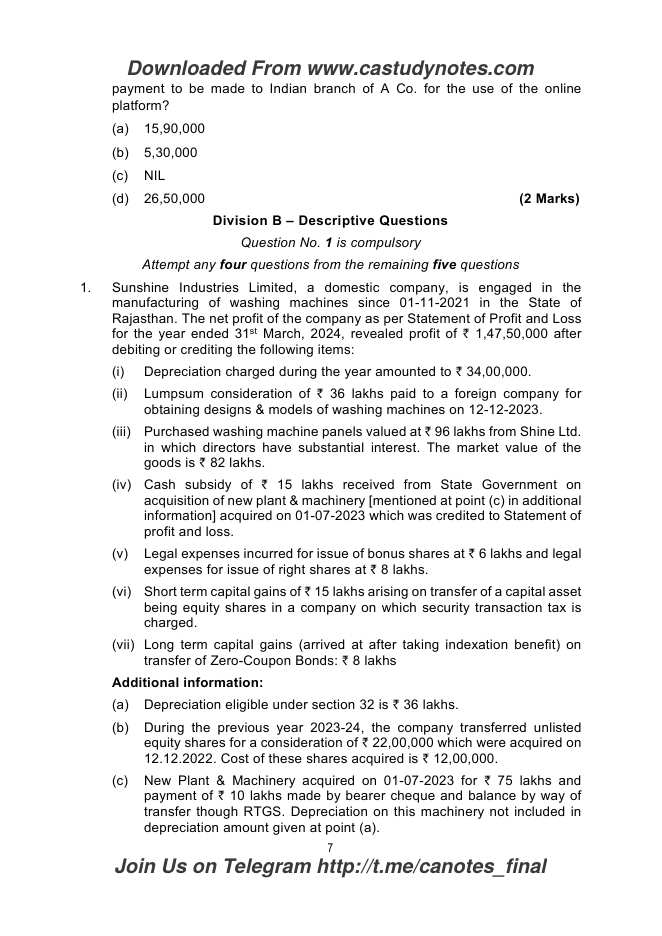 Downloaded From www.castudynotes.com
payment to be made to Indian branch of A Co. for the use of the online
platform?
(a) 15,90,000
(b) 5,30,000
(c) NIL
(d) 26,50,000 (2 Marks)
Division B – Descriptive Questions
Question No. 1 is compulsory
Attempt any four questions from the remaining five questions
1. Sunshine Industries Limited, a domestic company, is engaged in the
manufacturing of washing machines since 01-11-2021 in the State of
Rajasthan. The net profit of the company as per Statement of Profit and Loss
for the year ended 31st March, 2024, revealed profit of ₹ 1,47,50,000 after
debiting or crediting the following items:
(i) Depreciation charged during the year amounted to ₹ 34,00,000.
(ii) Lumpsum consideration of ₹ 36 lakhs paid to a foreign company for
obtaining designs & models of washing machines on 12-12-2023.
(iii) Purchased washing machine panels valued at ₹ 96 lakhs from Shine Ltd.
in which directors have substantial interest. The market value of the
goods is ₹ 82 lakhs.
(iv) Cash subsidy of ₹ 15 lakhs received from State Government on
acquisition of new plant & machinery [mentioned at point (c) in additional
information] acquired on 01-07-2023 which was credited to Statement of
profit and loss.
(v) Legal expenses incurred for issue of bonus shares at ₹ 6 lakhs and legal
expenses for issue of right shares at ₹ 8 lakhs.
(vi) Short term capital gains of ₹ 15 lakhs arising on transfer of a capital asset
being equity shares in a company on which security transaction tax is
charged.
(vii) Long term capital gains (arrived at after taking indexation benefit) on
transfer of Zero-Coupon Bonds: ₹ 8 lakhs
Additional information:
(a) Depreciation eligible under section 32 is ₹ 36 lakhs.
(b) During the previous year 2023-24, the company transferred unlisted
equity shares for a consideration of ₹ 22,00,000 which were acquired on
12.12.2022. Cost of these shares acquired is ₹ 12,00,000.
(c) New Plant & Machinery acquired on 01-07-2023 for ₹ 75 lakhs and
payment of ₹ 10 lakhs made by bearer cheque and balance by way of
transfer though RTGS. Depreciation on this machinery not included in
depreciation amount given at point (a).
7
Join Us on Telegram http://t.me/canotes_final